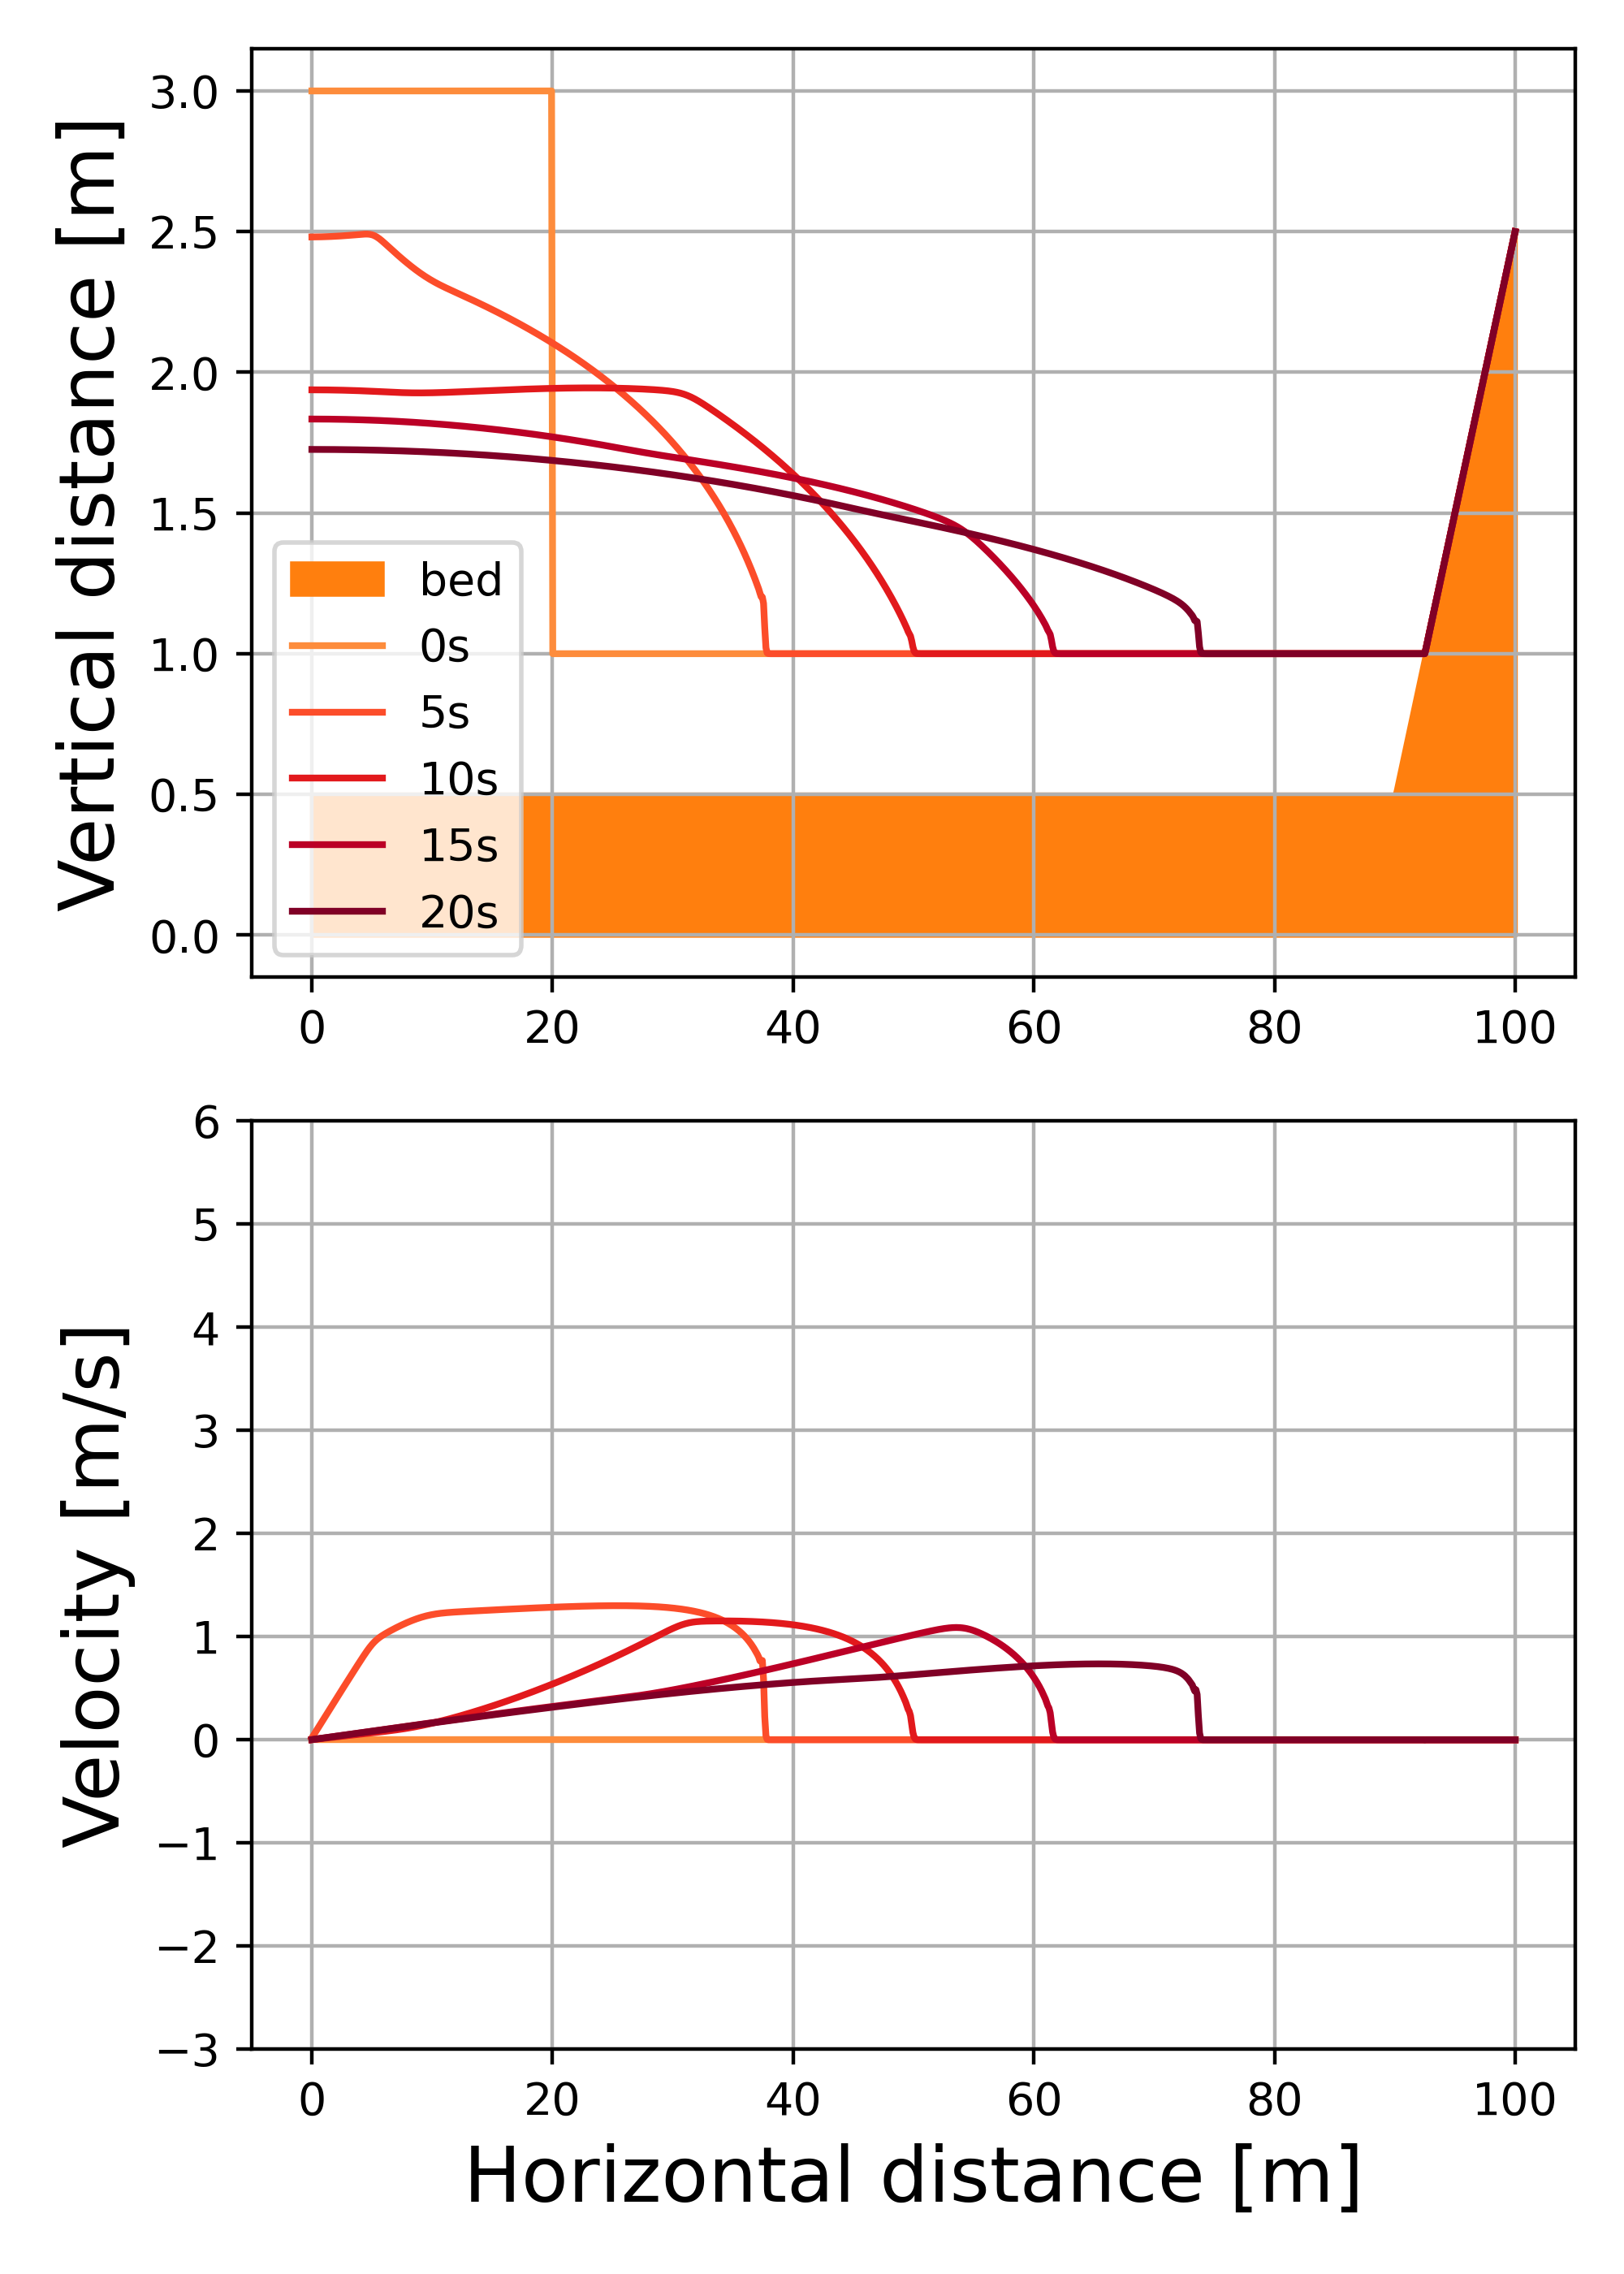 Vertical distance [m]
3.0
2.5
2.0
1.5
1.0
0.5
0.0
bed
0s
5s
10s
15s
20s
0 20 40 60 80 100
Velocity [m/s]
6
5
4
3
2
1
0
−1
−2
−3
0 20 40 60 80 100
Horizontal distance [m]